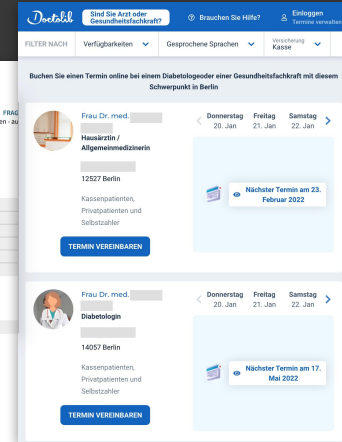 Doctolib
Sind Sie Arzt oder
Gesundheitsfachkraft?
Brauchen Sie Hilfe?
Einloggen
Termine verwalten
FILTER NACH
Verfügbarkeiten
Gesprochene Sprachen
Versicherung
Kasse
Buchen Sie einen Termin online bei einem Diabetologeoder einer Gesundheitsfachkraft mit diesem
Schwerpunkt in Berlin
FRAG
en - au
Frau Dr. med.
Hausärztin /
Allgemeinmedizinerin
12527 Berlin
Kassenpatienten,
Privatpatienten und
Selbstzahler
TERMIN VEREINBAREN
Donnerstag Freitag Samstag
20. Jan 21. Jan 22. Jan
Nächster Termin am 23.
Februar 2022
Frau Dr. med.
Diabetologin
14057 Berlin
Kassenpatienten,
Privatpatienten und
Selbstzahler
TERMIN VEREINBAREN
Donnerstag Freitag Samstag
20. Jan 21. Jan 22. Jan
Nächster Termin am 17.
Mai 2022